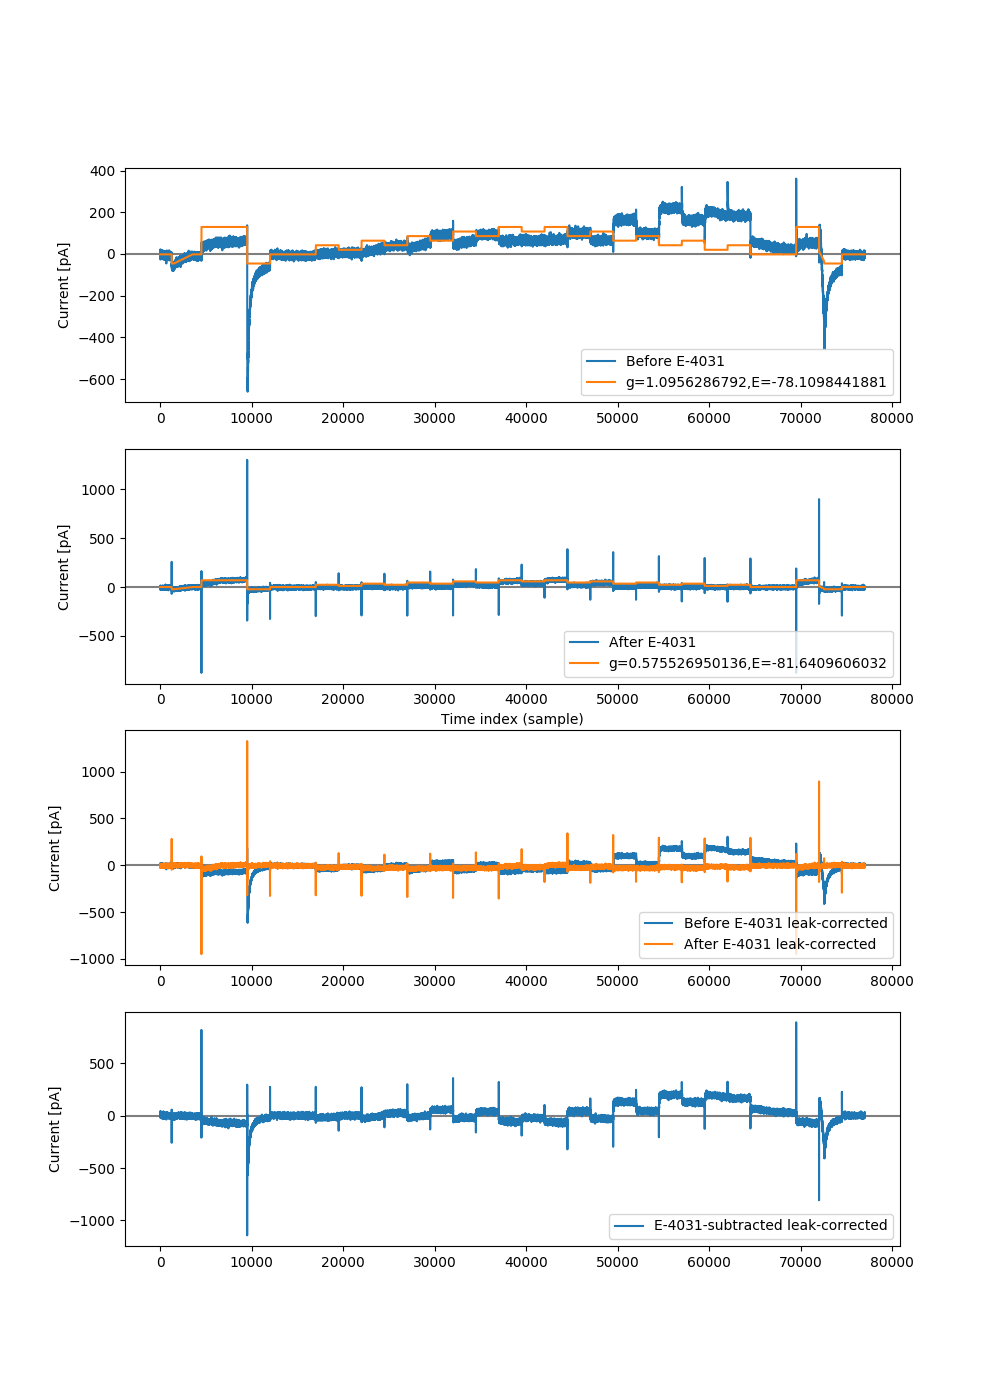 400
200
0
−200
−400
−600
Current [pA]
Before E-4031
g=1.0956286792,E=-78.1098441881
0 10000 20000 30000 40000 50000 60000 70000 80000
1000
500
0
−500
Current [pA]
After E-4031
g=0.575526950136,E=-81.6409606032
0 10000 20000 30000 40000 50000 60000 70000 80000
Time index (sample)
1000
500
0
−500
−1000
Current [pA]
Before E-4031 leak-corrected
After E-4031 leak-corrected
0 10000 20000 30000 40000 50000 60000 70000 80000
500
0
−500
−1000
Current [pA]
E-4031-subtracted leak-corrected
0 10000 20000 30000 40000 50000 60000 70000 80000